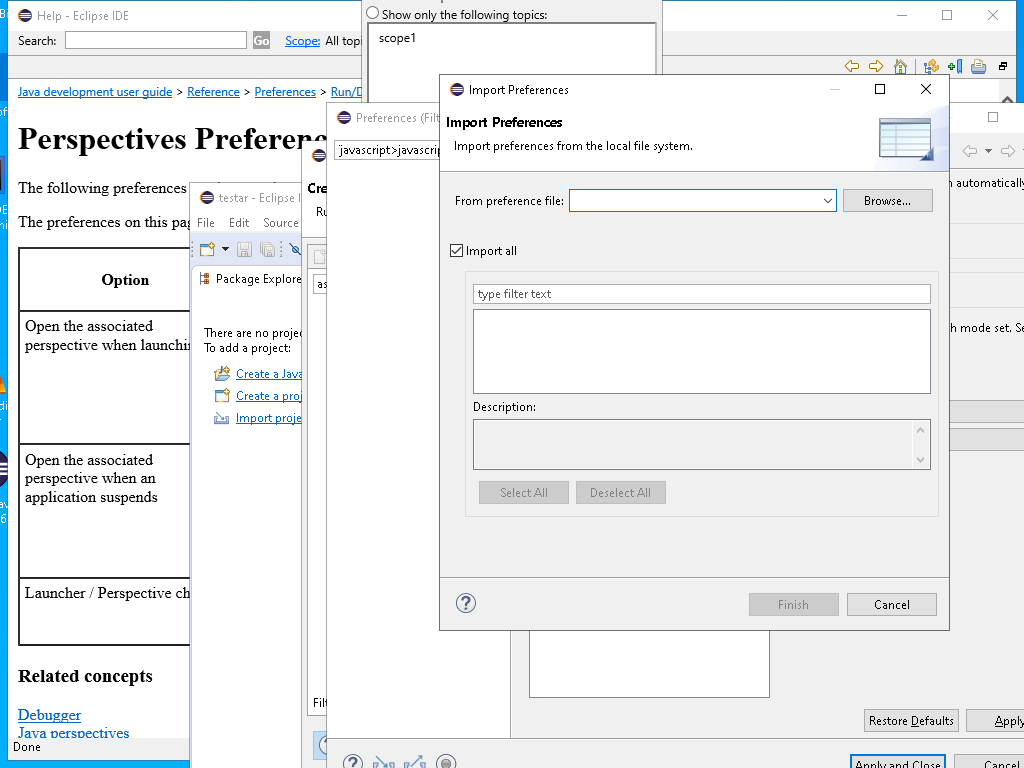 Help - Eclipse IDE
Show only the following topics:
Search:
Go
Scope:
All topi
scope1
Java development user guide > Reference > Preferences > Run/D
Import Preferences
Import Preferences
Import preferences from the local file system.
Perspectives Preferenc
Preferences (Filt
javascript>javascrip
n automatically
The following preferences
The preferences on this pag
testar - Eclipse I
Cre
Ru
From preference file:
Browse...
File
Edit
Source
Import all
Option
Package Explore
as
type filter text
Open the associated
perspective when launchi
There are no projec
To add a project:
h mode set. Se
Create a Java
Create a proj
Import proje
Description:
Open the associated
perspective when an
application suspends
Select All
Deselect All
Launcher / Perspective ch
Finish
Cancel
Related concepts
Debugger
Java perspectives
Filt
Restore Defaults
Apply
Done
Apply and Close
Cancel